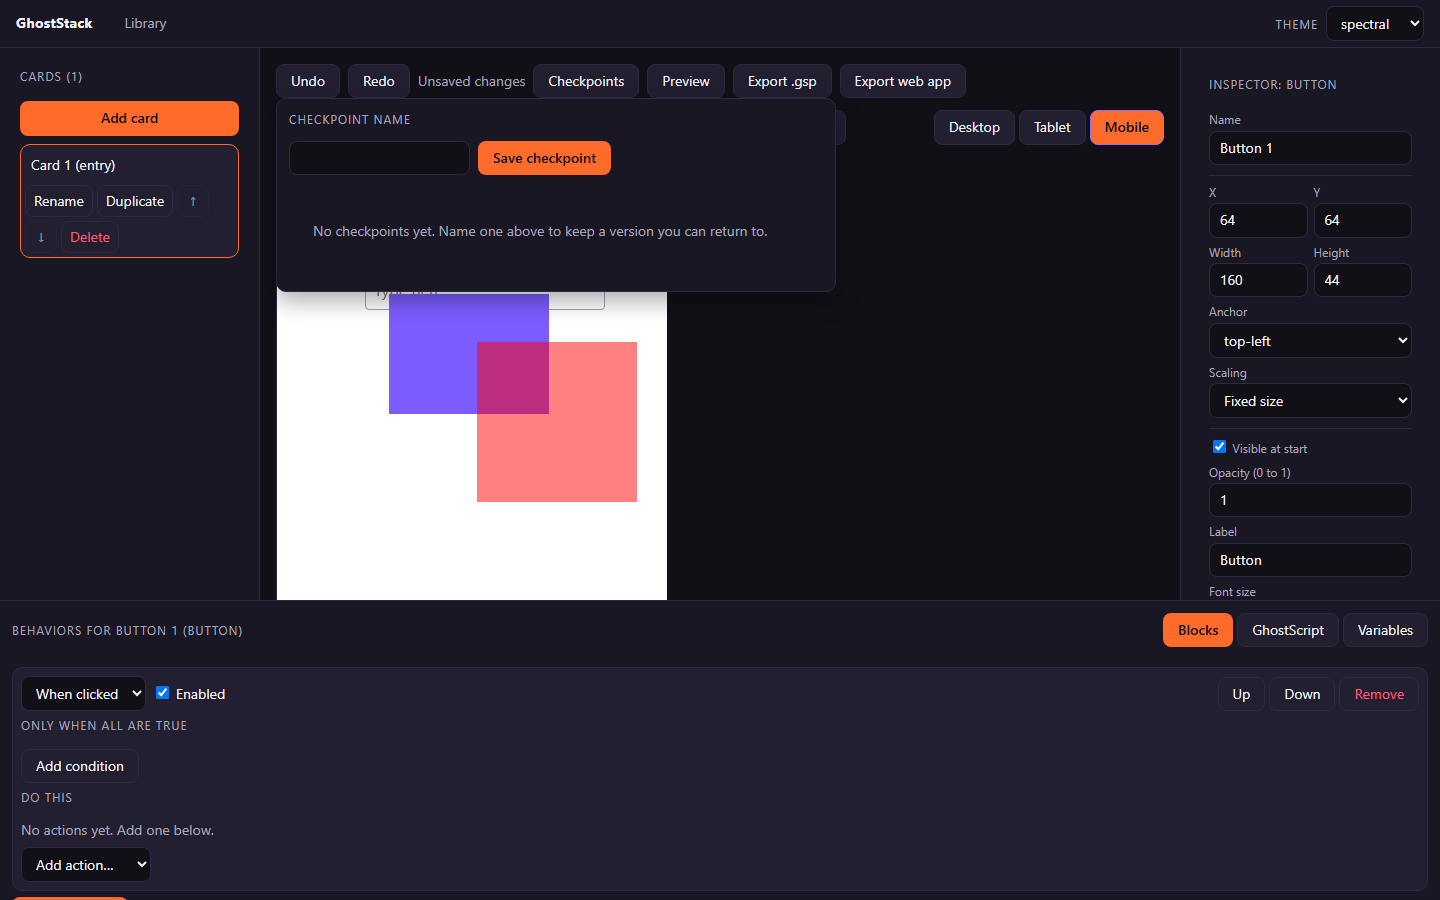 GhostStack
Library
THEME
spectral
CARDS (1)
Add card
Card 1 (entry)
Rename
Duplicate
↑
↓
Delete
Undo
Redo
Unsaved changes
Checkpoints
Preview
Export .gsp
Export web app
CHECKPOINT NAME
Save checkpoint
No checkpoints yet. Name one above to keep a version you can return to.
Desktop
Tablet
Mobile
INSPECTOR: BUTTON
Name
Button 1
X
Y
64
64
Width
Height
160
44
Anchor
top-left
Scaling
Fixed size
Visible at start
Opacity (0 to 1)
1
Label
Button
Font size
BEHAVIORS FOR BUTTON 1 (BUTTON)
Blocks
GhostScript
Variables
When clicked
Enabled
Up
Down
Remove
ONLY WHEN ALL ARE TRUE
Add condition
DO THIS
No actions yet. Add one below.
Add action...